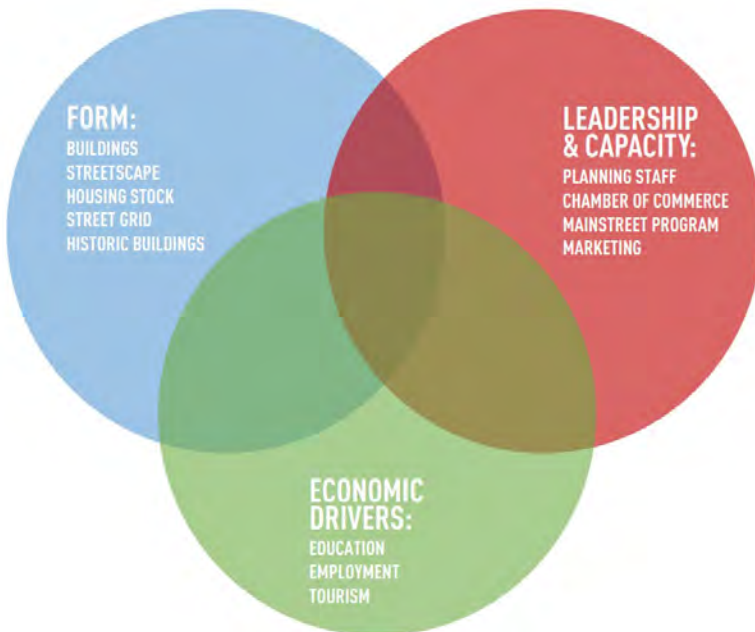 FORM:
BUILDINGS
STREETSCAPE
HOUSING STOCK
STREET GRID
HISTORIC BUILDINGS
LEADERSHIP
& CAPACITY:
PLANNING STAFF
CHAMBER OF COMMERCE
MAINSTREET PROGRAM
MARKETING
ECONOMIC
DRIVERS:
EDUCATION
EMPLOYMENT
TOURISM